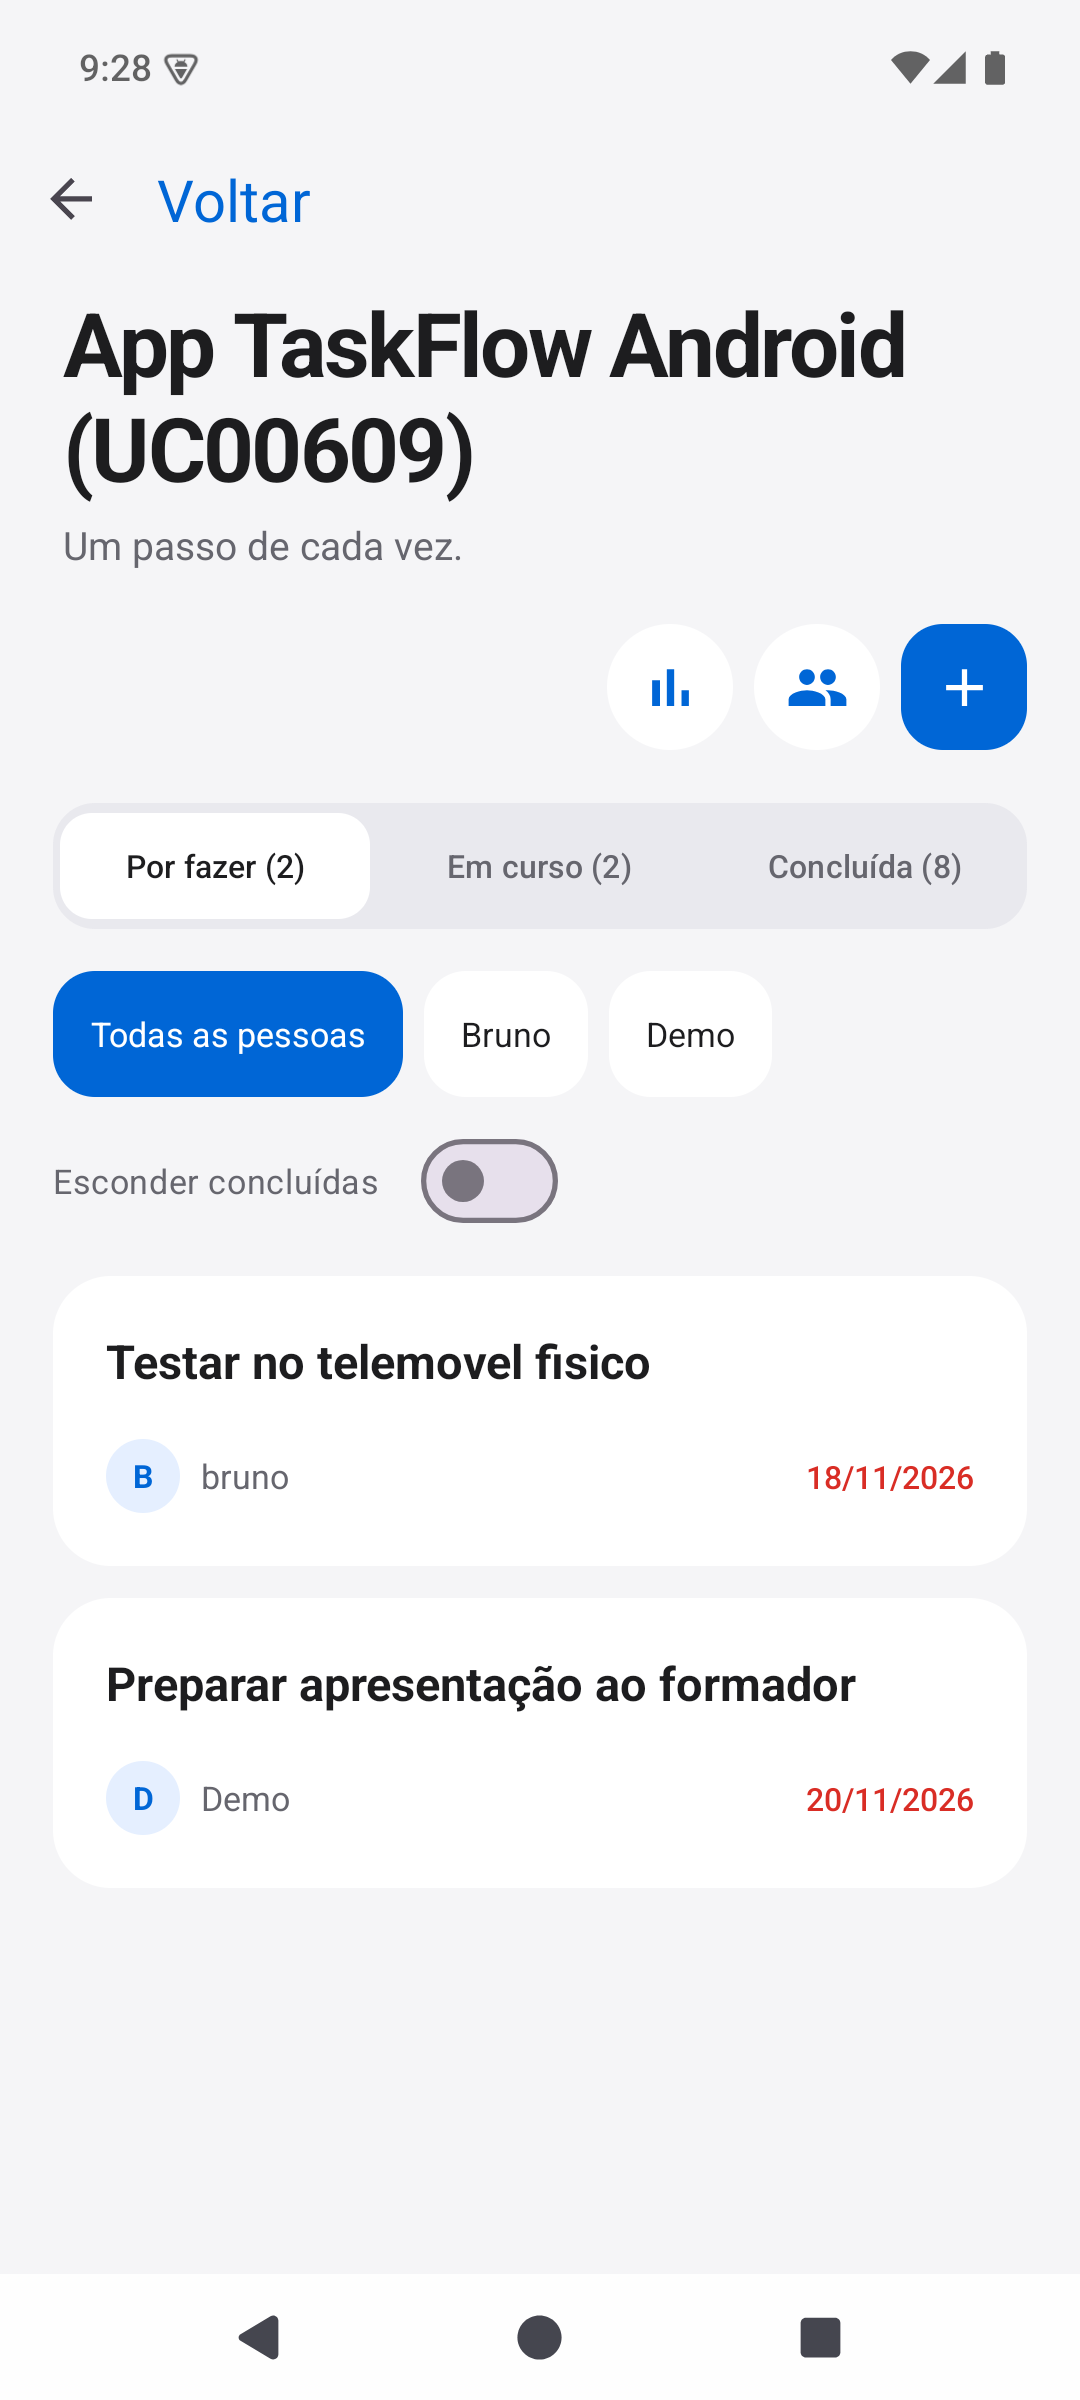 9:28
Voltar
App TaskFlow Android
(UC00609)
Um passo de cada vez.
Por fazer (2)
Em curso (2)
Concluída (8)
Todas as pessoas
Bruno
Demo
Esconder concluídas
Testar no telemovel fisico
B
bruno
18/11/2026
Preparar apresentação ao formador
D
Demo
20/11/2026